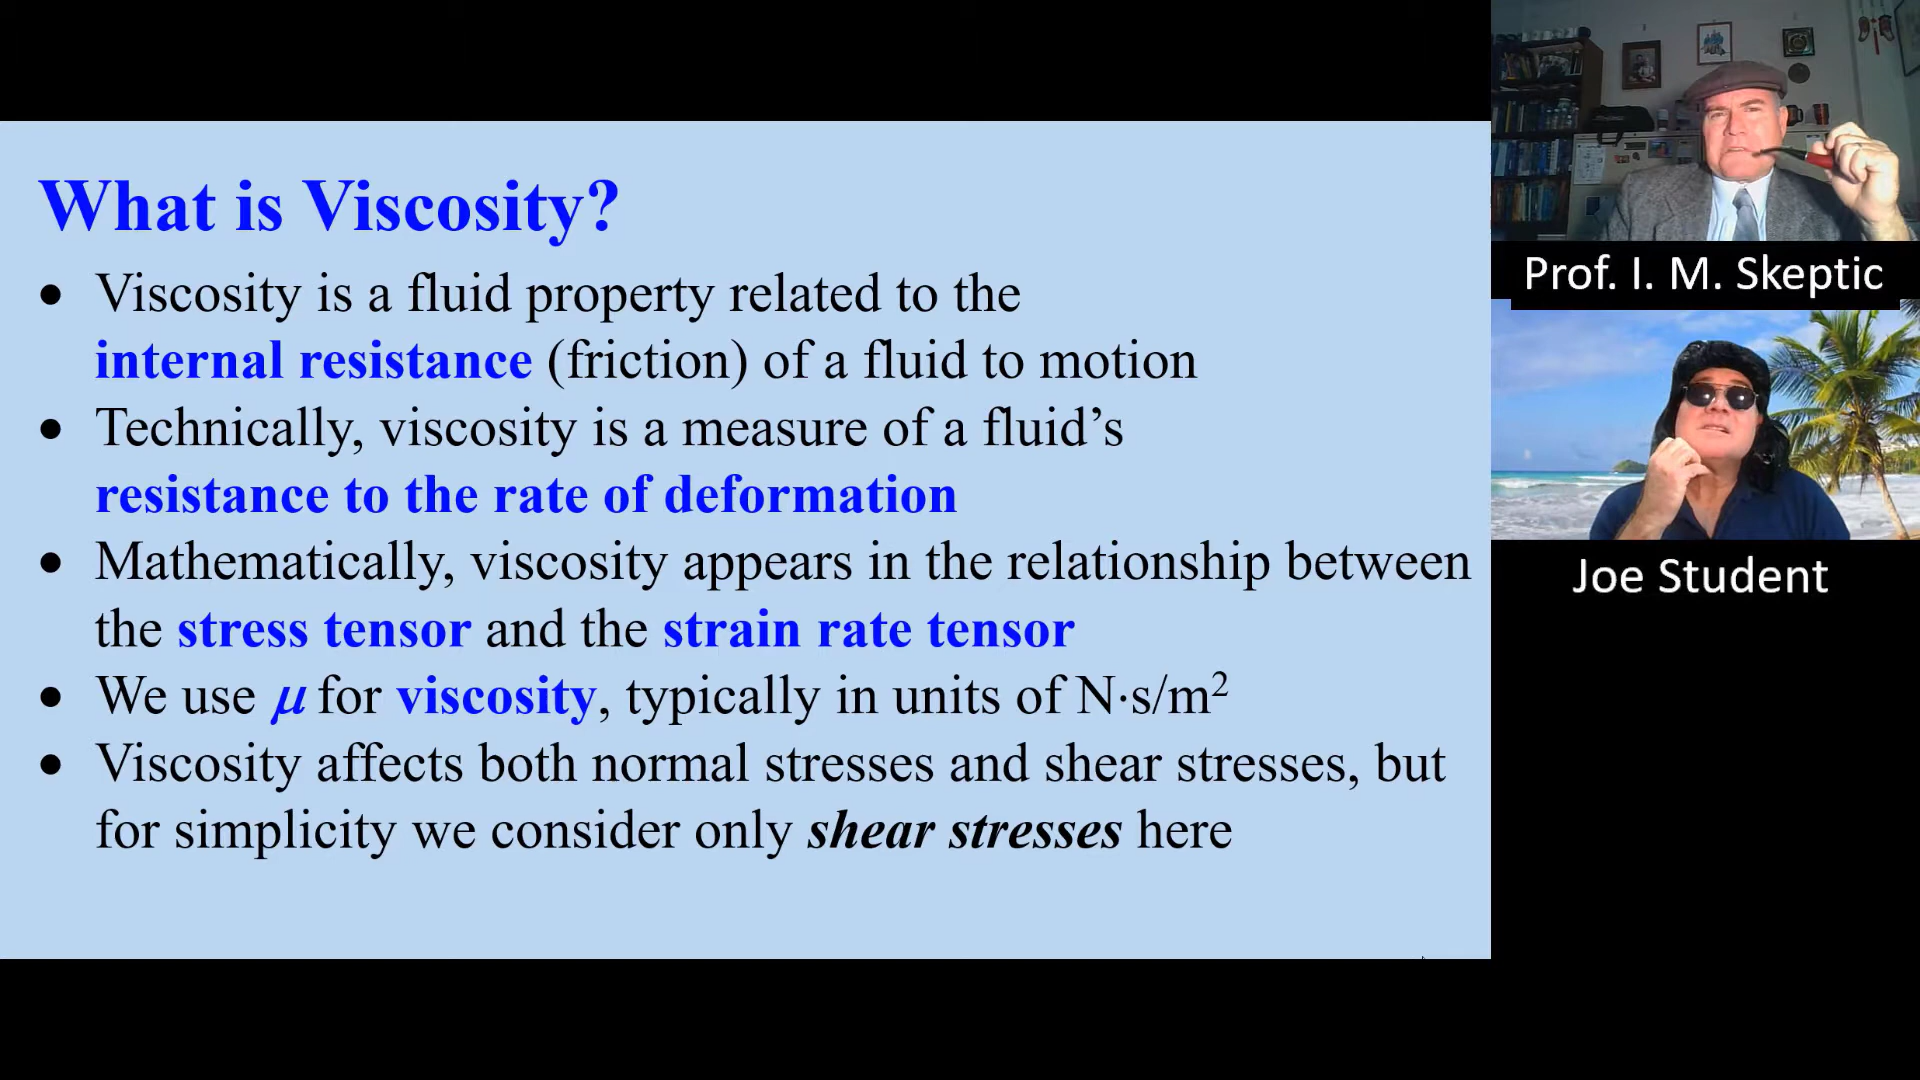 What is Viscosity?
• Viscosity is a fluid property related to the
internal resistance (friction) of a fluid to motion
• Technically, viscosity is a measure of a fluid’s
resistance to the rate of deformation
• Mathematically, viscosity appears in the relationship between
the stress tensor and the strain rate tensor
• We use μ for viscosity, typically in units of N·s/m²
• Viscosity affects both normal stresses and shear stresses, but
for simplicity we consider only shear stresses here
Prof. I. M. Skeptic
Joe Student